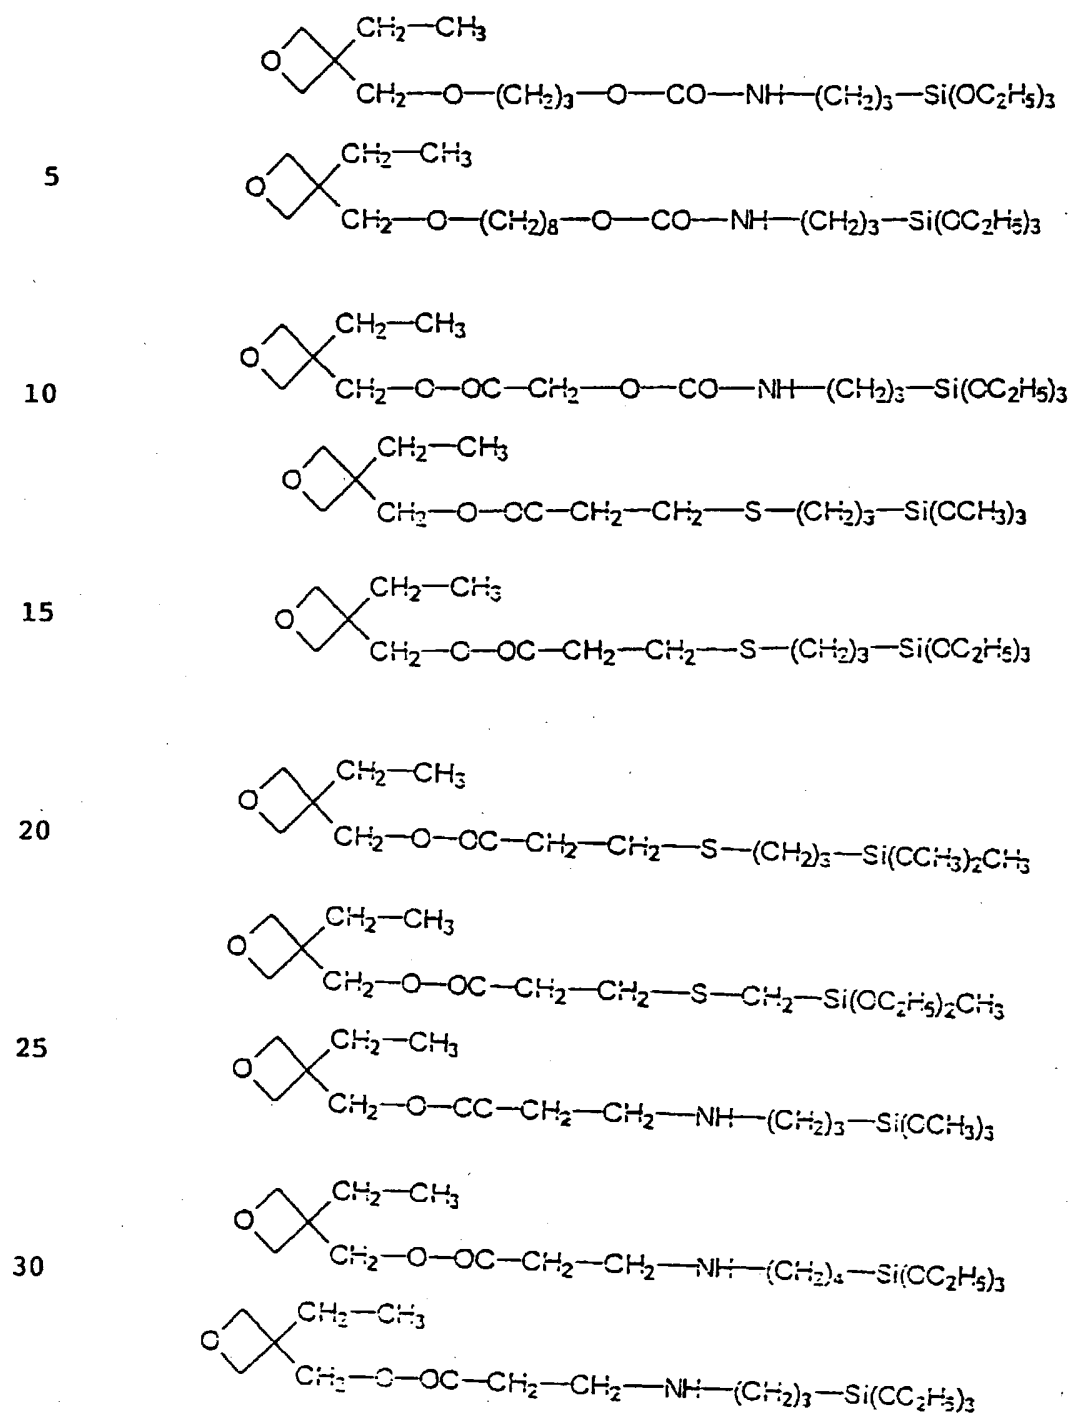 CH2—CH3
O
CH2—O—(CH2)3—O—CO—NH—(CH2)3—Si(OC2H5)3
CH2—CH3
5
O
CH2—O—(CH2)8—O—CO—NH—(CH2)3—Si(OC2H5)3
CH2—CH3
O
10
CH2—O—OC—CH2—O—CO—NH—(CH2)3—Si(OC2H5)3
CH2—CH3
O
CH2—O—OC—CH2—CH2—S—(CH2)3—Si(OCH3)3
CH2—CH3
15
O
CH2—O—OC—CH2—CH2—S—(CH2)3—Si(OC2H5)3
CH2—CH3
O
20
CH2—O—OC—CH2—CH2—S—(CH2)3—Si(OCH3)2CH3
CH2—CH3
O
CH2—O—OC—CH2—CH2—S—CH2—Si(OC2H5)2CH3
25
CH2—CH3
O
CH2—O—OC—CH2—CH2—NH—(CH2)3—Si(OCH3)3
CH2—CH3
O
30
CH2—O—OC—CH2—CH2—NH—(CH2)4—Si(OC2H5)3
CH2—CH3
O
CH2—O—OC—CH2—CH2—NH—(CH2)3—Si(OC2H5)3